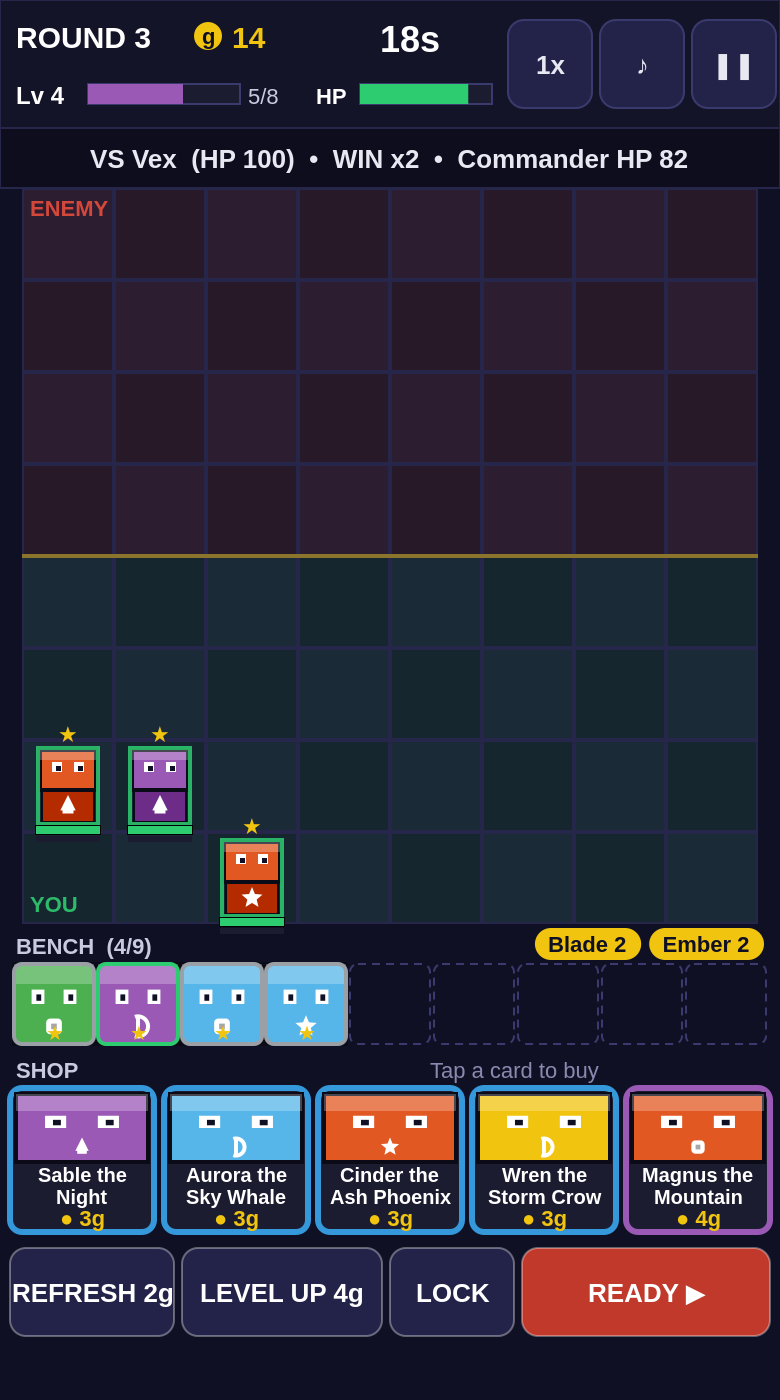 ROUND 3 g 14 18s 1x ♪ ❚❚
Lv 4 5/8 HP
VS Vex (HP 100) • WIN x2 • Commander HP 82
ENEMY
YOU
BENCH (4/9) Blade 2 Ember 2
SHOP Tap a card to buy
Sable the
Night
● 3g
Aurora the
Sky Whale
● 3g
Cinder the
Ash Phoenix
● 3g
Wren the
Storm Crow
● 3g
Magnus the
Mountain
● 4g
REFRESH 2g LEVEL UP 4g LOCK READY ▶